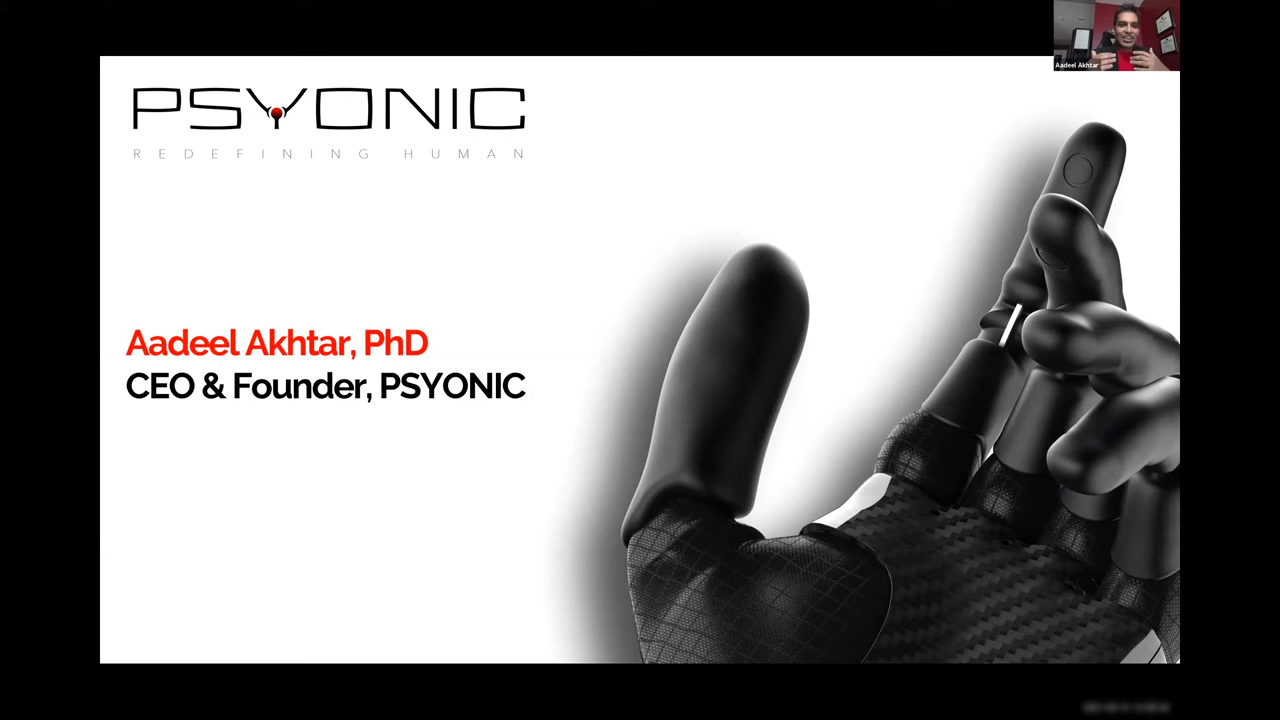 PSYONIC
REDEFINING HUMAN
Aadeel Akhtar, PhD
CEO & Founder, PSYONIC
Aadeel Akhtar